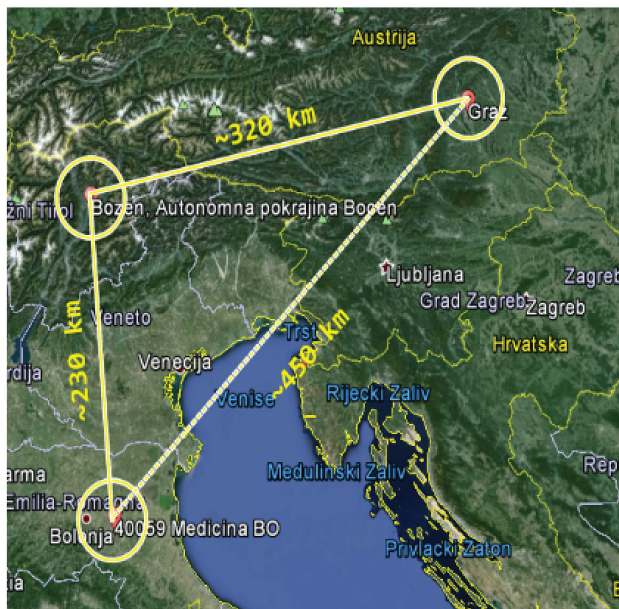 Austrija
Graz
~320 km
žni Tirol
Bozen, Autonomna pokrajina Bocen
Ljubljana
Zagreb
Grad Zagreb
Zagreb
Veneto
Trst
~230 km
Venecija
~450 km
Hrvatska
rdija
Venise
Rijecki Zaliv
Medulinski Zaliv
Rep
arma
Emilia-Romagna
40059 Medicina BO
Bolonja
Privlacki Zaton
ia